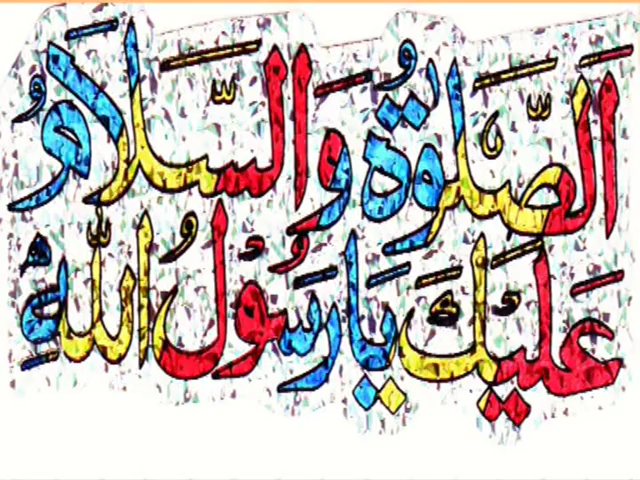 اَلصَّلٰوةُ وَالسَّلَامُ
عَلَيْكَ يَارَسُوْلُ اللّٰهِ